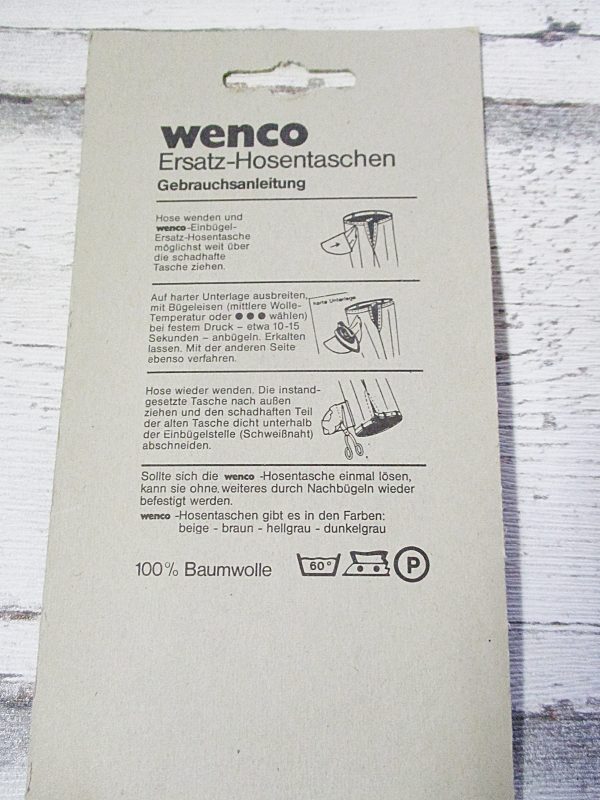 wenco
Ersatz-Hosentaschen
Gebrauchsanleitung
Hose wenden und
wenco-Einbügel-
Ersatz-Hosentasche
möglichst weit über
die schadhafte
Tasche ziehen.
Auf harter Unterlage ausbreiten,
mit Bügeleisen (mittlere Wolle-
Temperatur oder ●●● wählen)
bei festem Druck – etwa 10-15
Sekunden – anbügeln. Erkalten
lassen. Mit der anderen Seite
ebenso verfahren.
harte Unterlage
Hose wieder wenden. Die instand-
gesetzte Tasche nach außen
ziehen und den schadhaften Teil
der alten Tasche dicht unterhalb
der Einbügelstelle (Schweißnaht)
abschneiden.
Sollte sich die wenco -Hosentasche einmal lösen,
kann sie ohne weiteres durch Nachbügeln wieder
befestigt werden.
wenco -Hosentaschen gibt es in den Farben:
beige - braun - hellgrau - dunkelgrau
100% Baumwolle 60° P